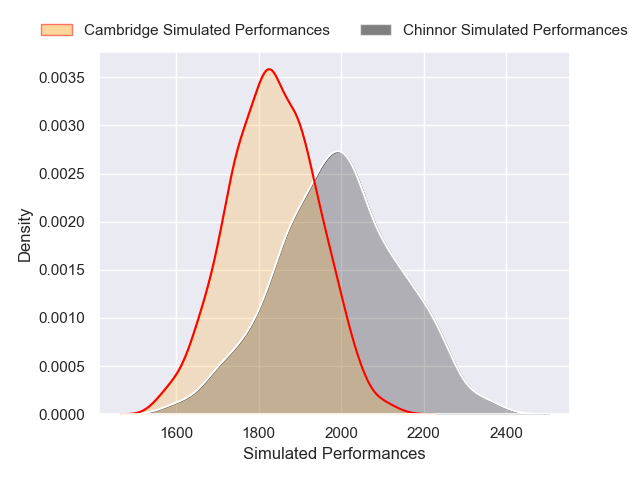 Cambridge Simulated Performances Chinnor Simulated Performances
0.0035
0.0030
0.0025
0.0020
0.0015
0.0010
0.0005
0.0000
Density
1600 1800 2000 2200 2400
Simulated Performances